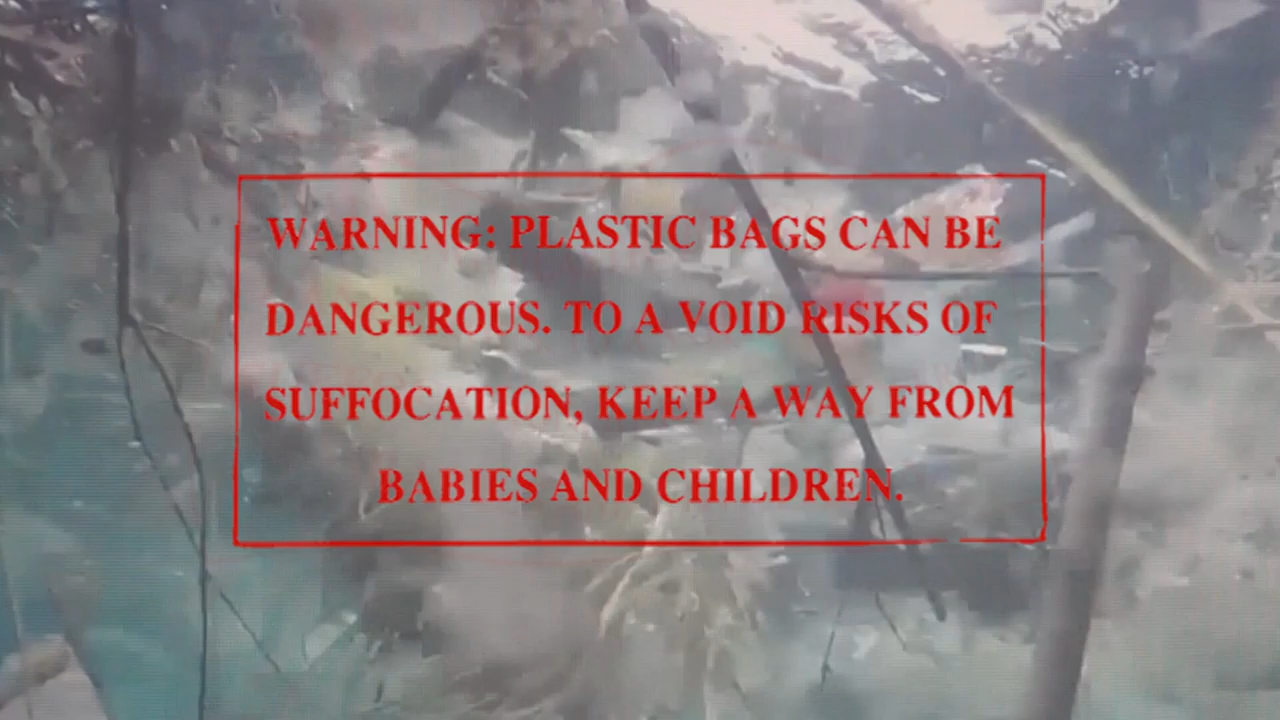 WARNING: PLASTIC BAGS CAN BE
DANGEROUS. TO A VOID RISKS OF
SUFFOCATION, KEEP A WAY FROM
BABIES AND CHILDREN.